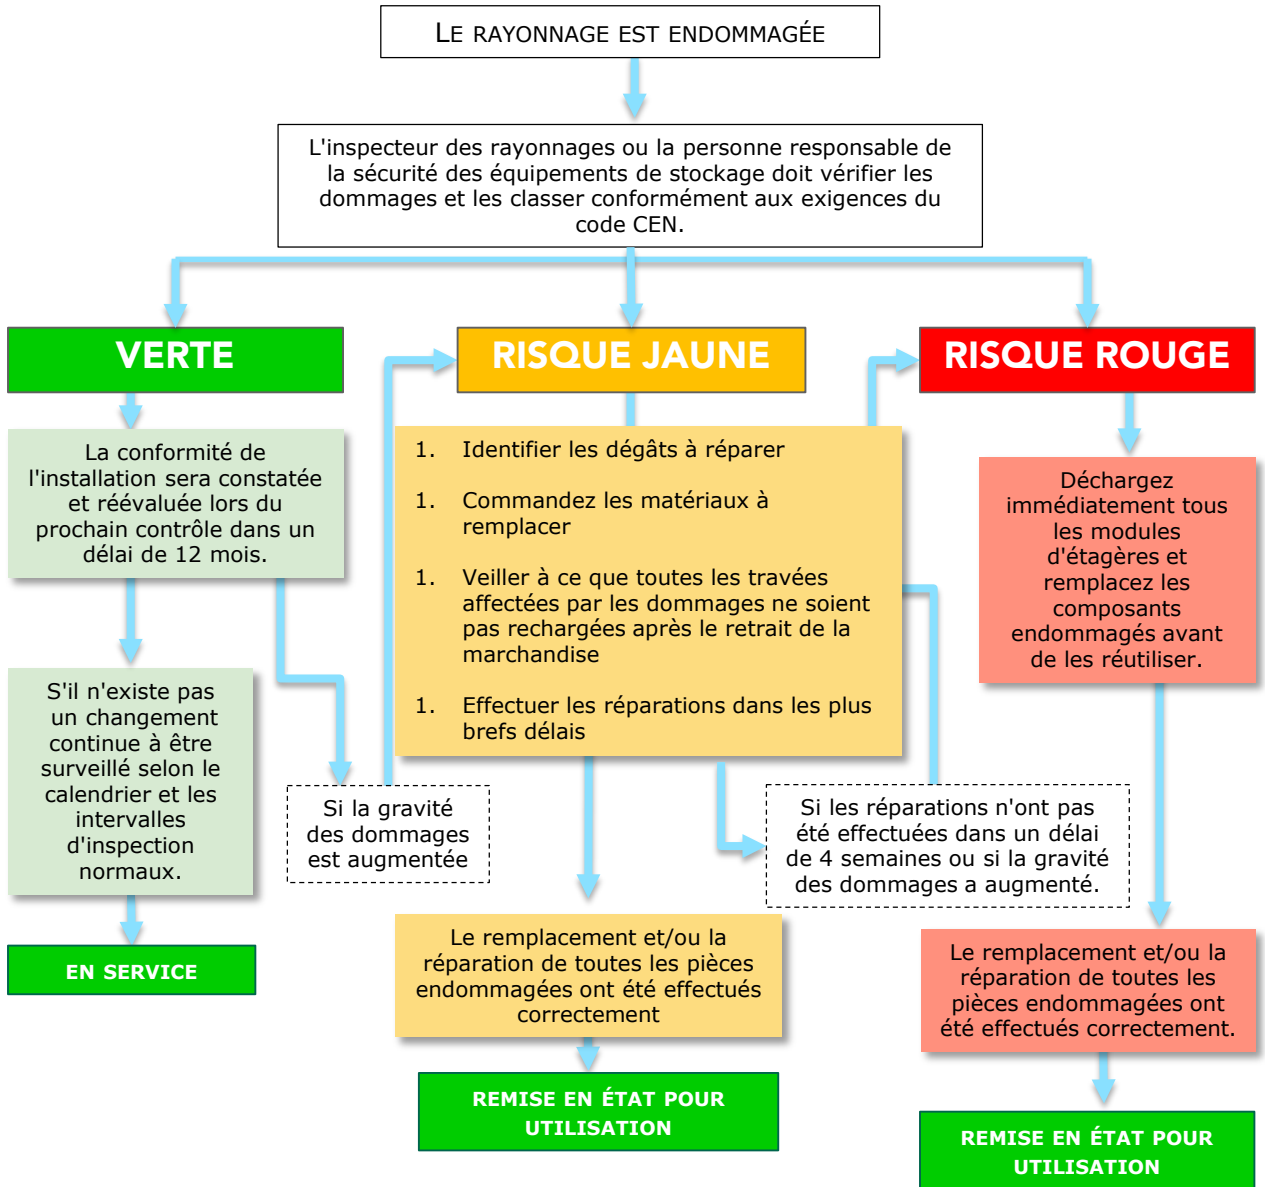 LE RAYONNAGE EST ENDOMMAGÉE
L'inspecteur des rayonnages ou la personne responsable de
la sécurité des équipements de stockage doit vérifier les
dommages et les classer conformément aux exigences du
code CEN.
VERTE
RISQUE JAUNE
RISQUE ROUGE
La conformité de
l'installation sera constatée
et réévaluée lors du
prochain contrôle dans un
délai de 12 mois.
1. Identifier les dégâts à réparer
1. Commandez les matériaux à
remplacer
1. Veiller à ce que toutes les travées
affectées par les dommages ne soient
pas rechargées après le retrait de la
marchandise
1. Effectuer les réparations dans les plus
brefs délais
Déchargez
immédiatement tous
les modules
d'étagères et
remplacez les
composants
endommagés avant
de les réutiliser.
S'il n'existe pas
un changement
continue à être
surveillé selon le
calendrier et les
intervalles
d'inspection
normaux.
Si la gravité
des dommages
est augmentée
Si les réparations n'ont pas
été effectuées dans un délai
de 4 semaines ou si la gravité
des dommages a augmenté.
EN SERVICE
Le remplacement et/ou la
réparation de toutes les pièces
endommagées ont été effectués
correctement
Le remplacement et/ou la
réparation de toutes les
pièces endommagées ont
été effectués correctement.
REMISE EN ÉTAT POUR
UTILISATION
REMISE EN ÉTAT POUR
UTILISATION